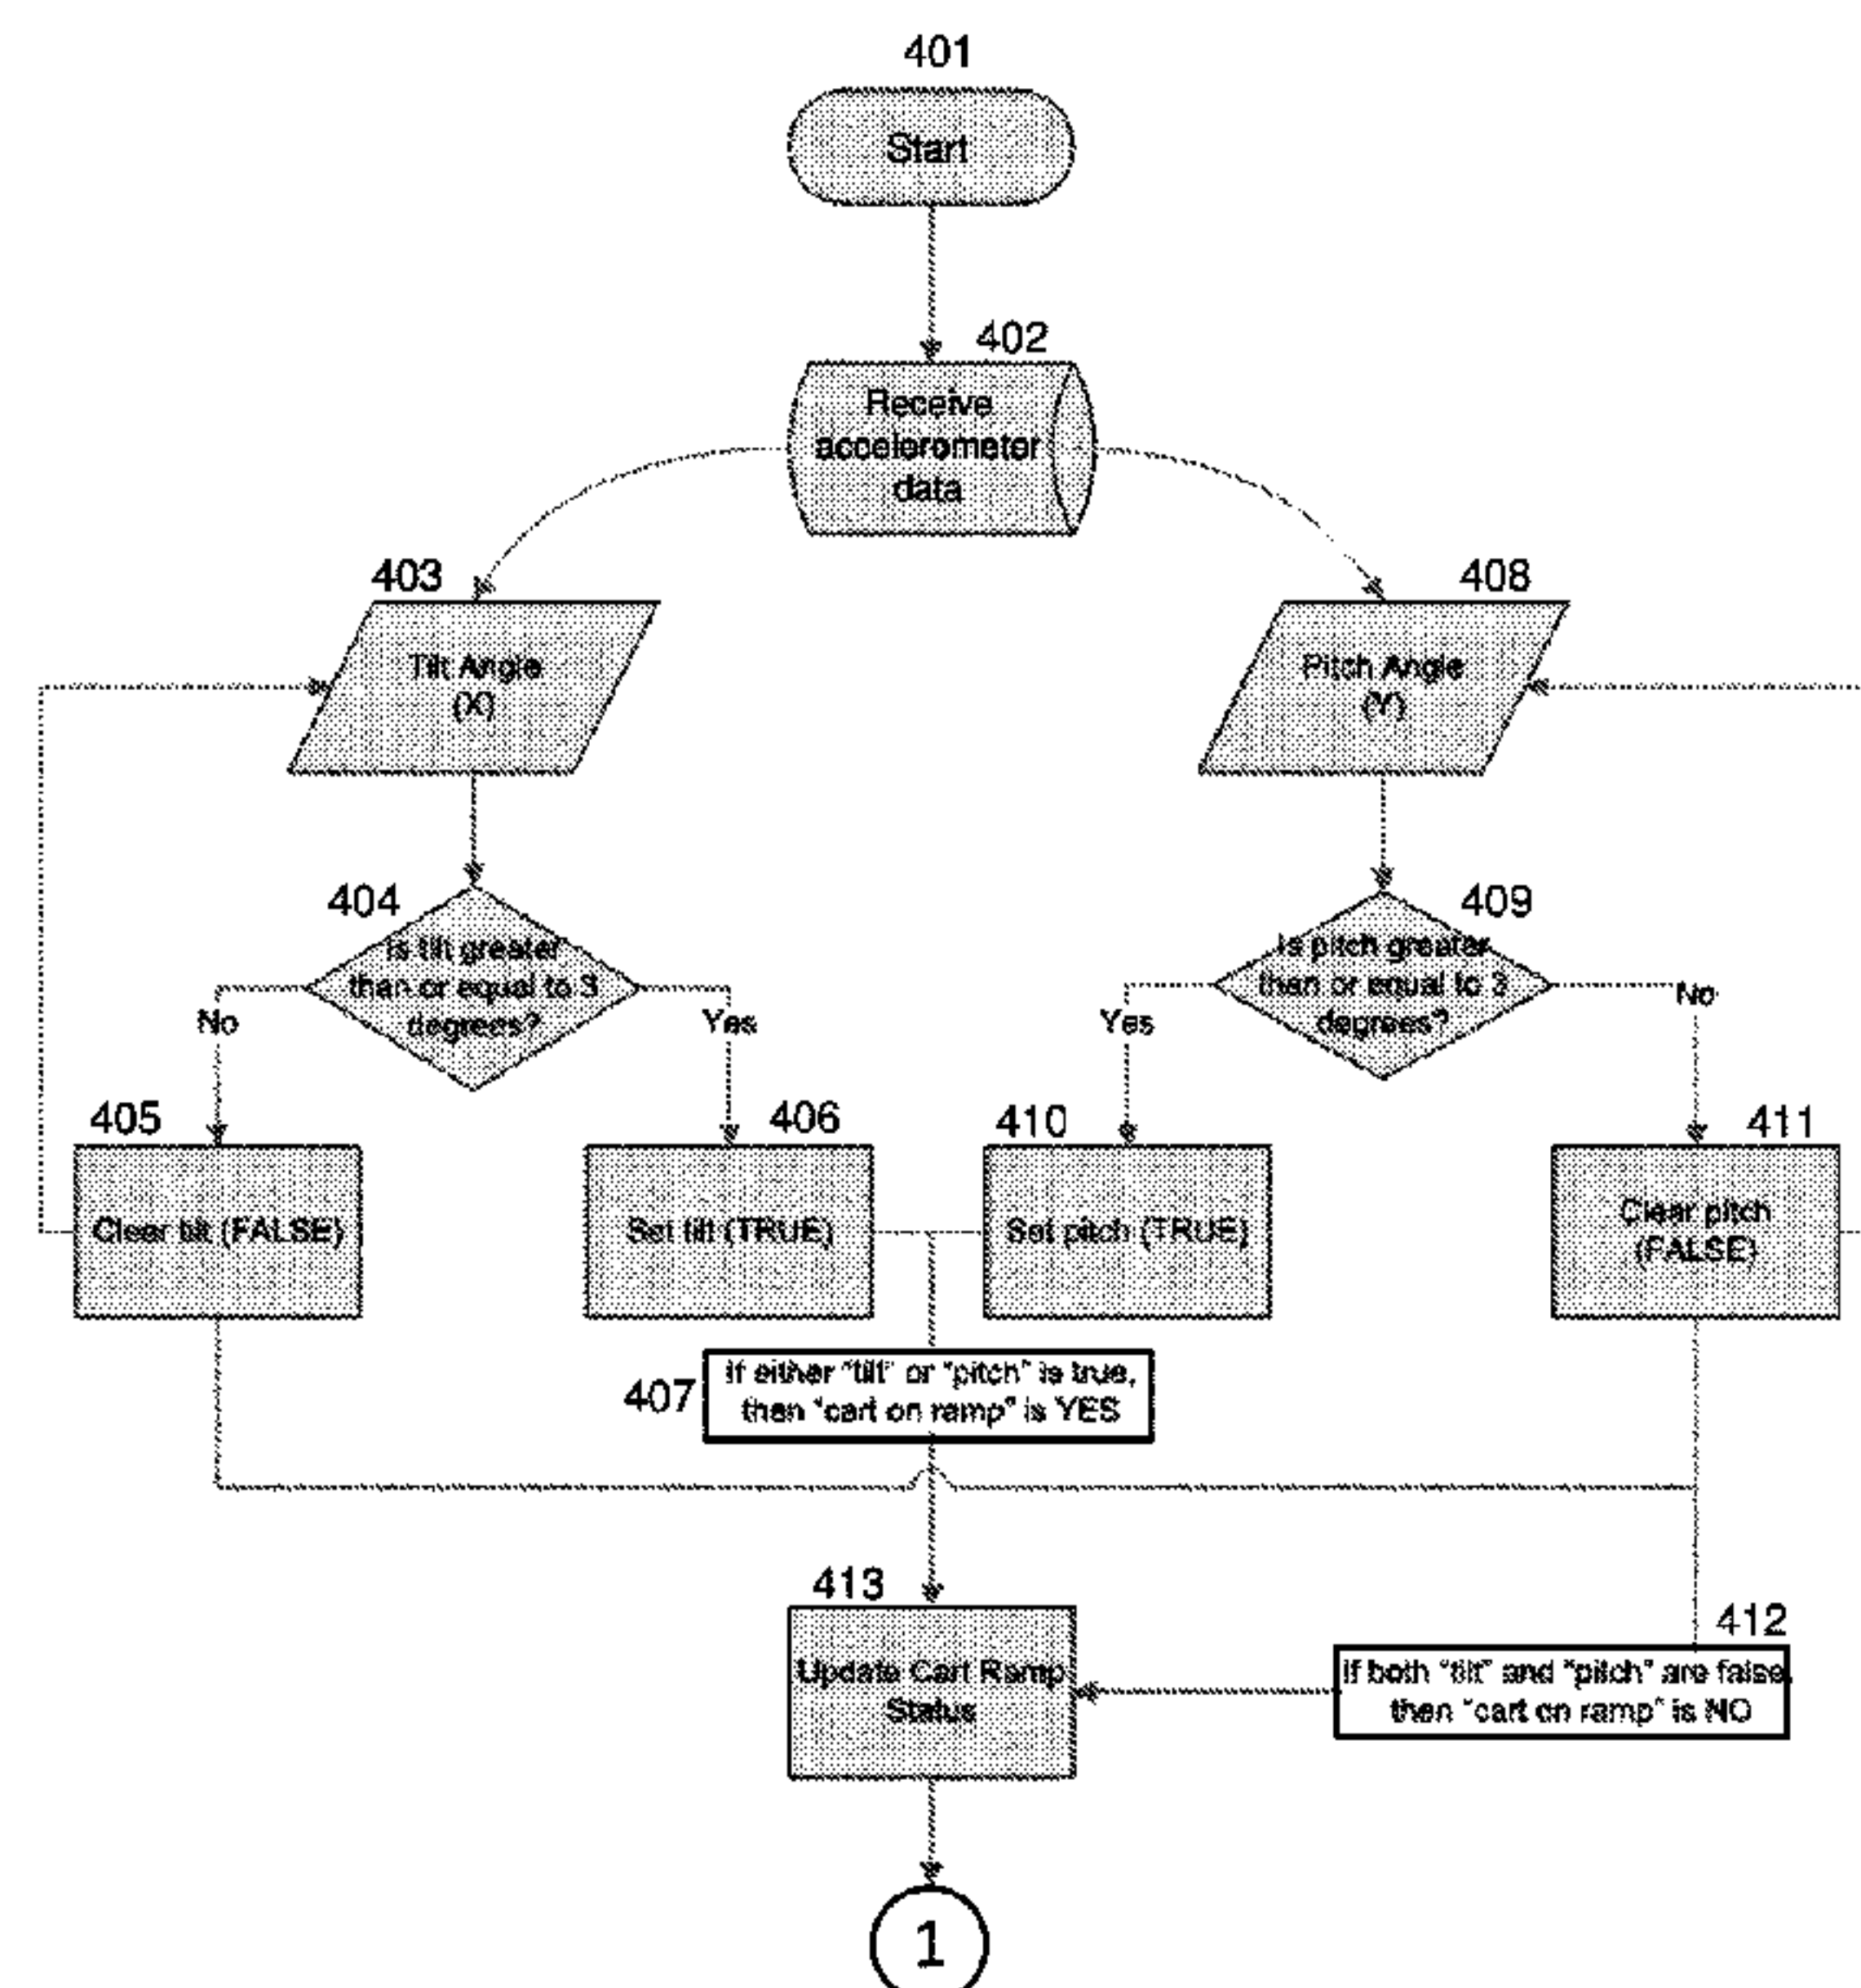 401
Start
402
Receive
accelerometer
data
403
Tilt Angle
(X)
408
Pitch Angle
(Y)
404
Is tilt greater
than or equal to 3
degrees?
No
Yes
409
Is pitch greater
than or equal to 3
degrees?
Yes
No
405
Clear tilt (FALSE)
406
Set tilt (TRUE)
410
Set pitch (TRUE)
411
Clear pitch
(FALSE)
407
If either "tilt" or "pitch" is true,
then "cart on ramp" is YES
413
Update Cart Ramp
Status
412
If both "tilt" and "pitch" are false,
then "cart on ramp" is NO
1